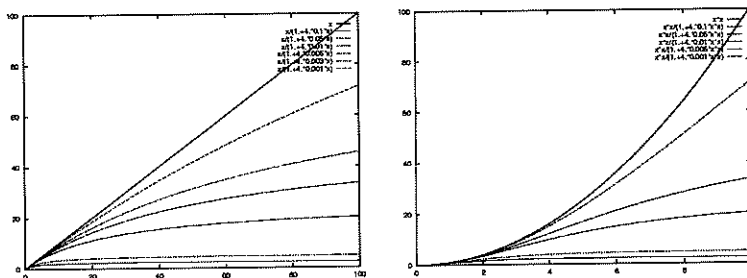 100
80
60
40
20
0
x
x/(1.+4.*0.1*x)
x/(1.+4.*0.05*x)
x/(1.+4.*0.01*x)
x/(1.+4.*0.005*x)
x/(1.+4.*0.003*x)
x/(1.+4.*0.001*x)
0 20 40 60 80 100
100
80
60
40
20
0
x*x
x*x/(1.+4.*0.1*x*x)
x*x/(1.+4.*0.05*x*x)
x*x/(1.+4.*0.01*x*x)
x*x/(1.+4.*0.005*x*x)
x*x/(1.+4.*0.001*x*x)
0 2 4 6 8